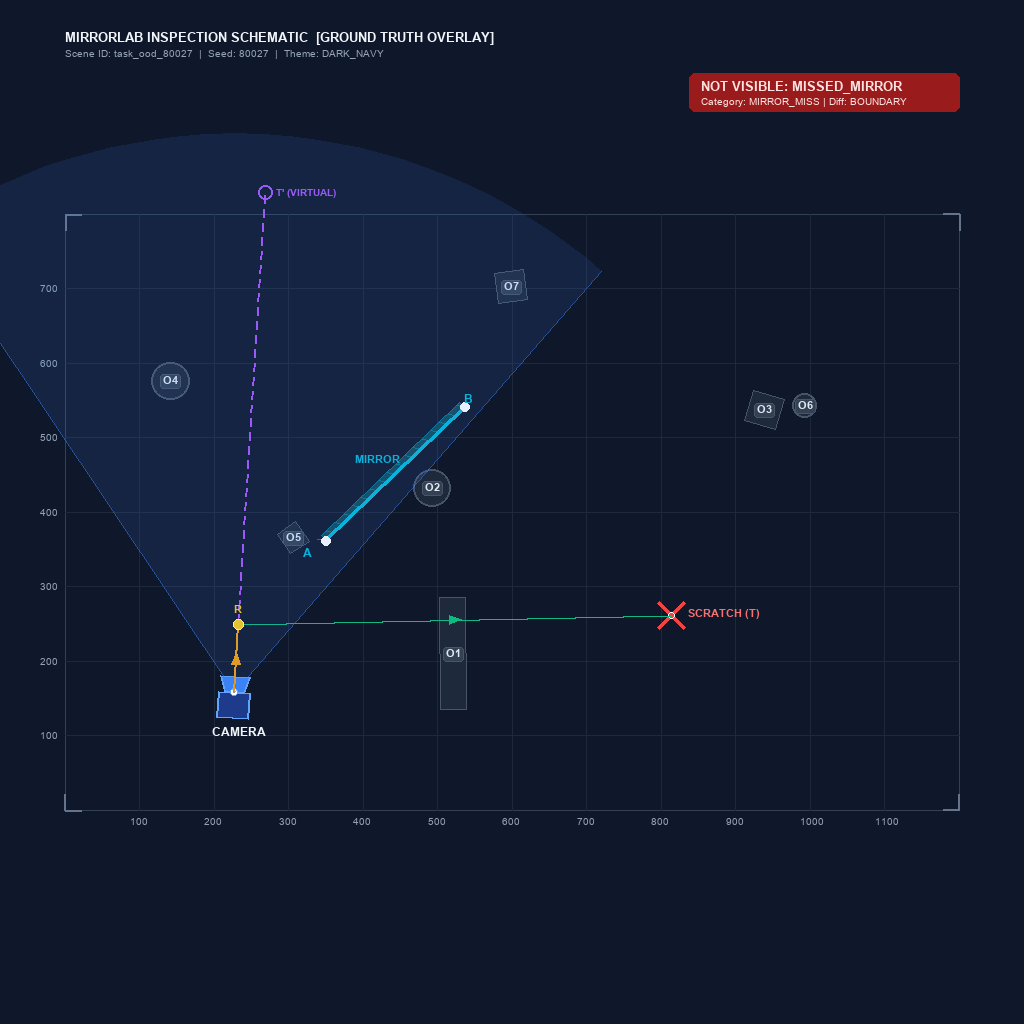 MIRRORLAB INSPECTION SCHEMATIC [GROUND TRUTH OVERLAY]
Scene ID: task_ood_80027 | Seed: 80027 | Theme: DARK_NAVY
NOT VISIBLE: MISSED_MIRROR
Category: MIRROR_MISS | Diff: BOUNDARY
T' (VIRTUAL)
700
O7
600
O4
B
O3
O6
500
MIRROR
O2
400
O5
A
300
R
SCRATCH (T)
200
O1
CAMERA
100
100 200 300 400 500 600 700 800 900 1000 1100